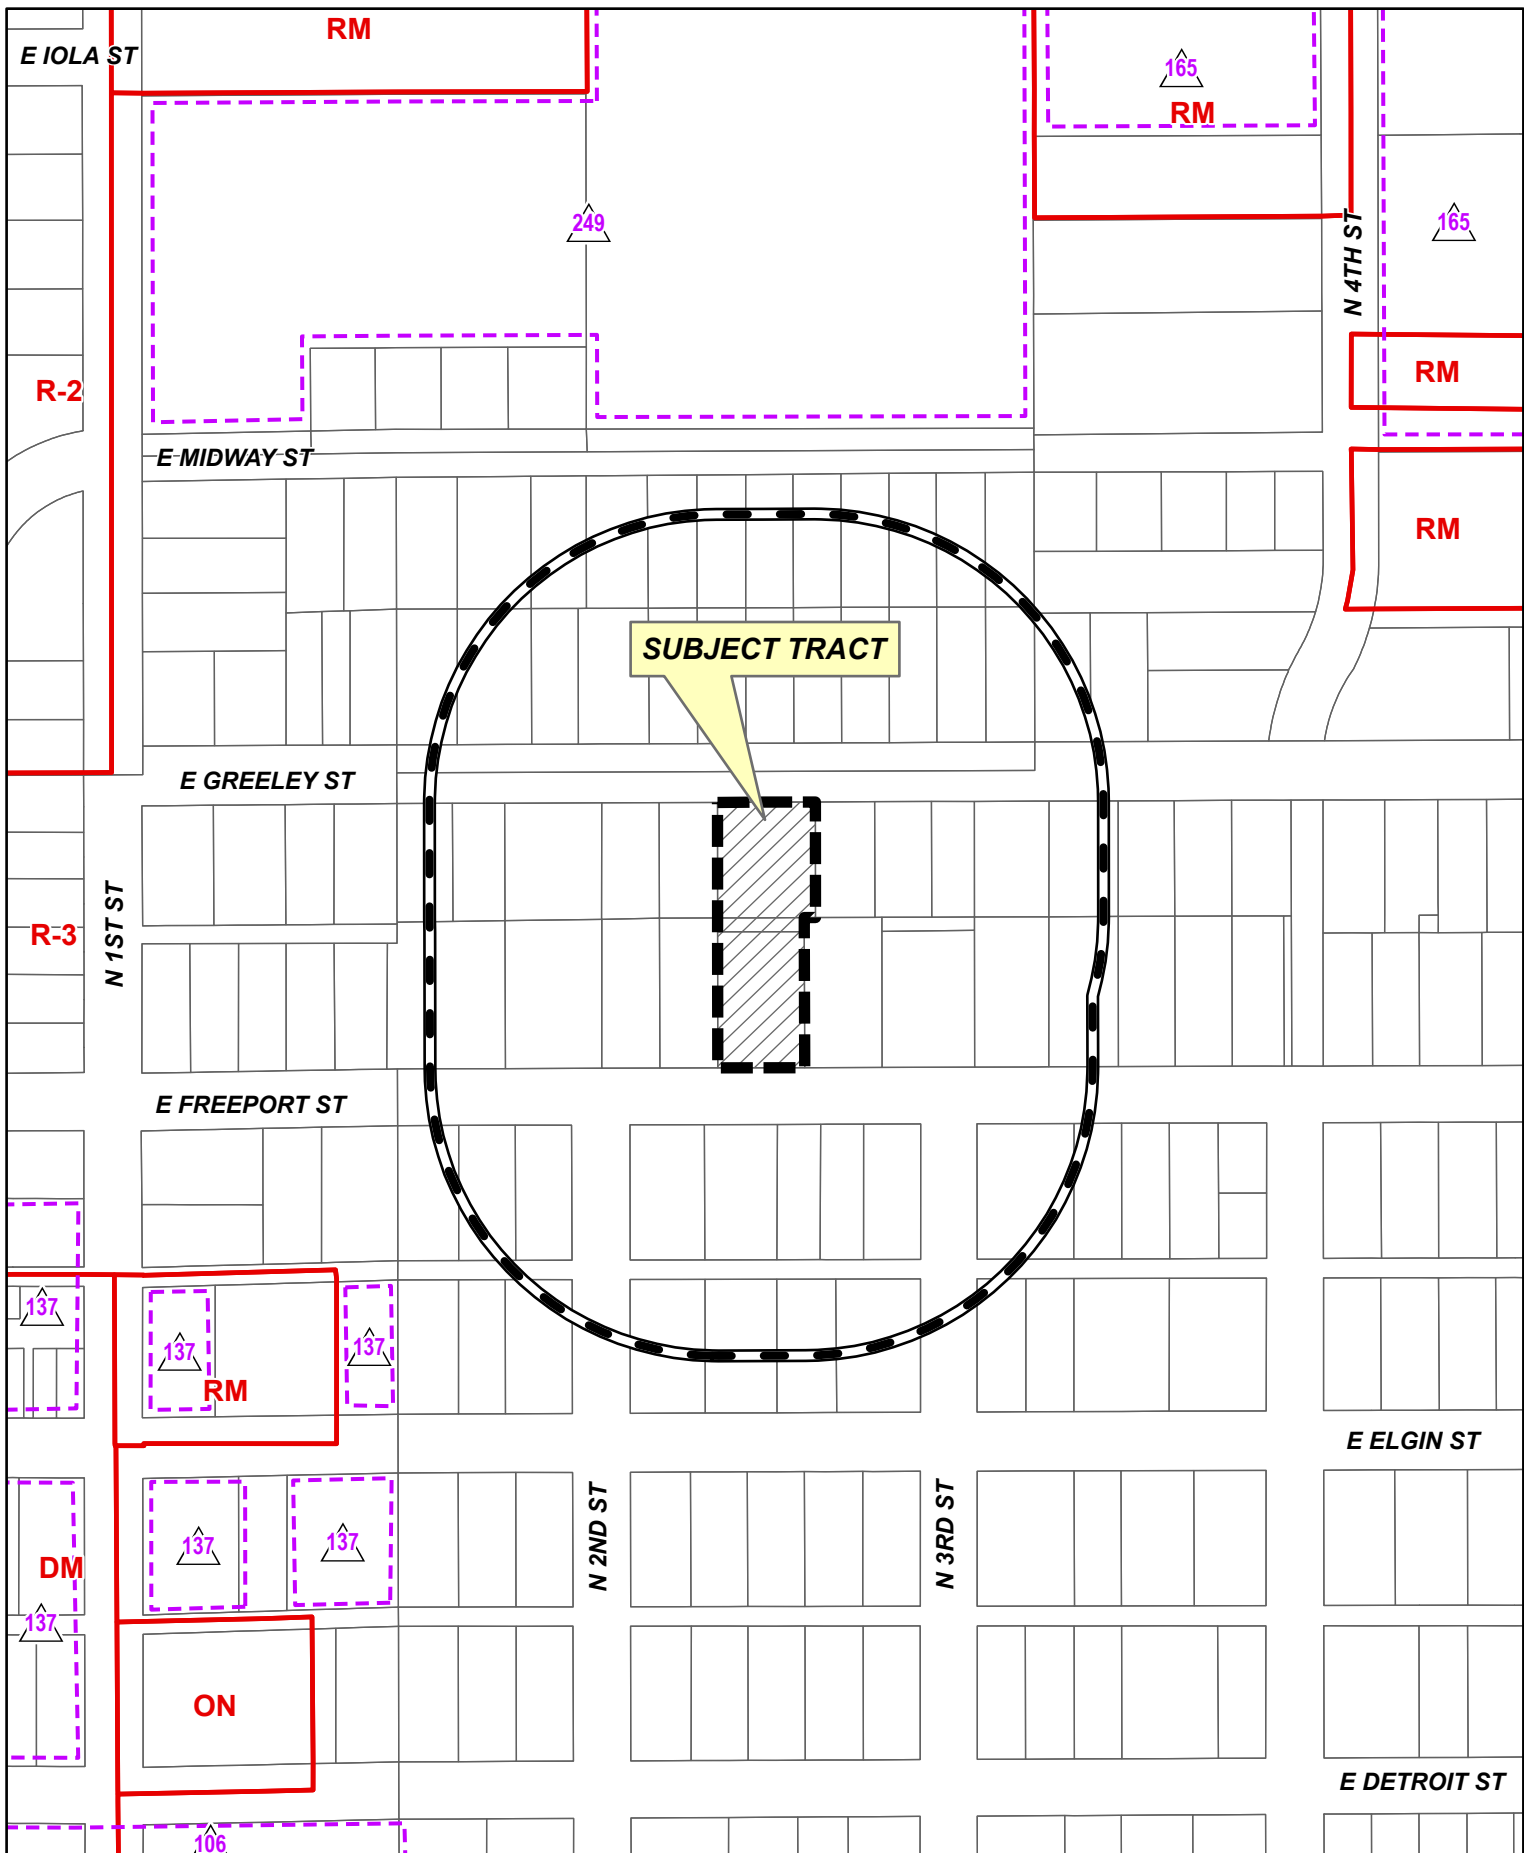 RM
E IOLA ST
165
RM
249
165
N 4TH ST
RM
R-2
E MIDWAY ST
RM
SUBJECT TRACT
E GREELEY ST
N 1ST ST
R-3
E FREEPORT ST
137
137
137
RM
E ELGIN ST
N 2ND ST
N 3RD ST
137
137
DM
137
ON
E DETROIT ST
106